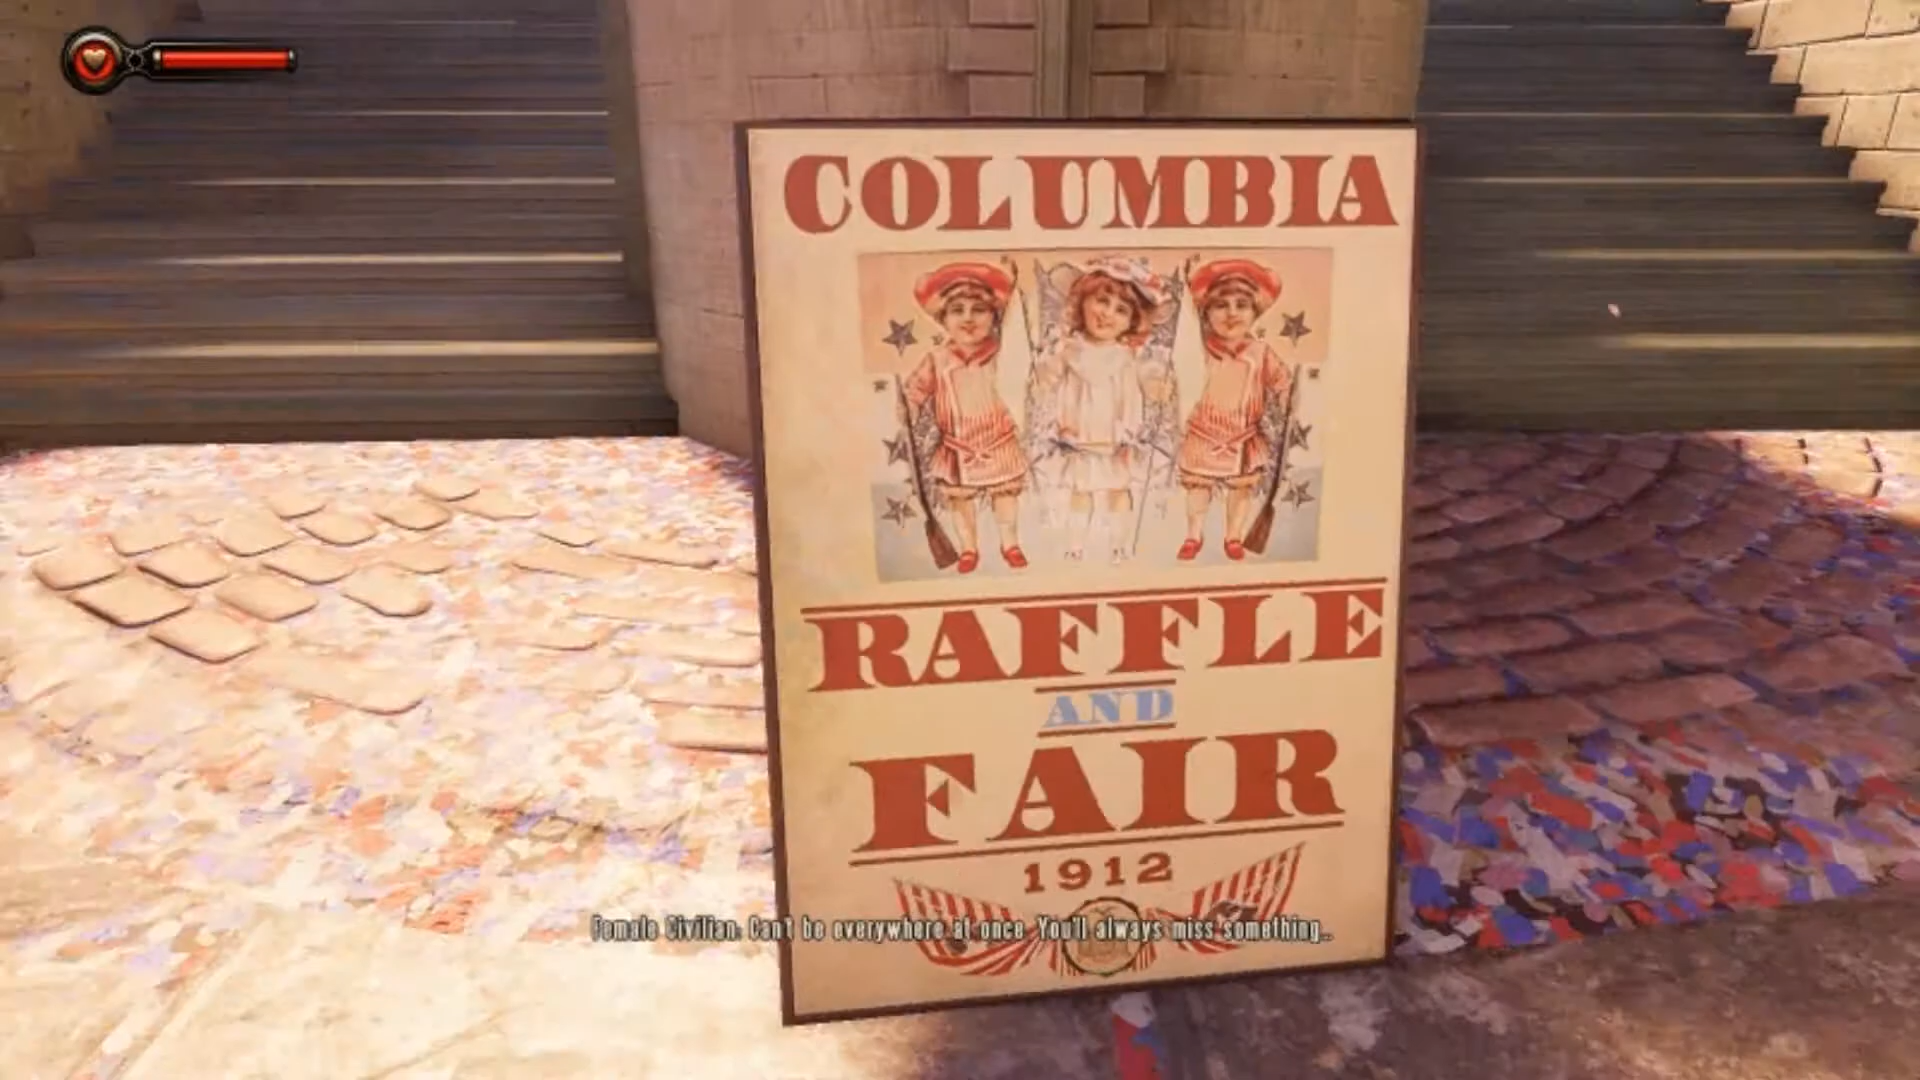 COLUMBIA
RAFFLE
AND
FAIR
1912
Female Civilian: Can't be everywhere at once. You'll always miss something...